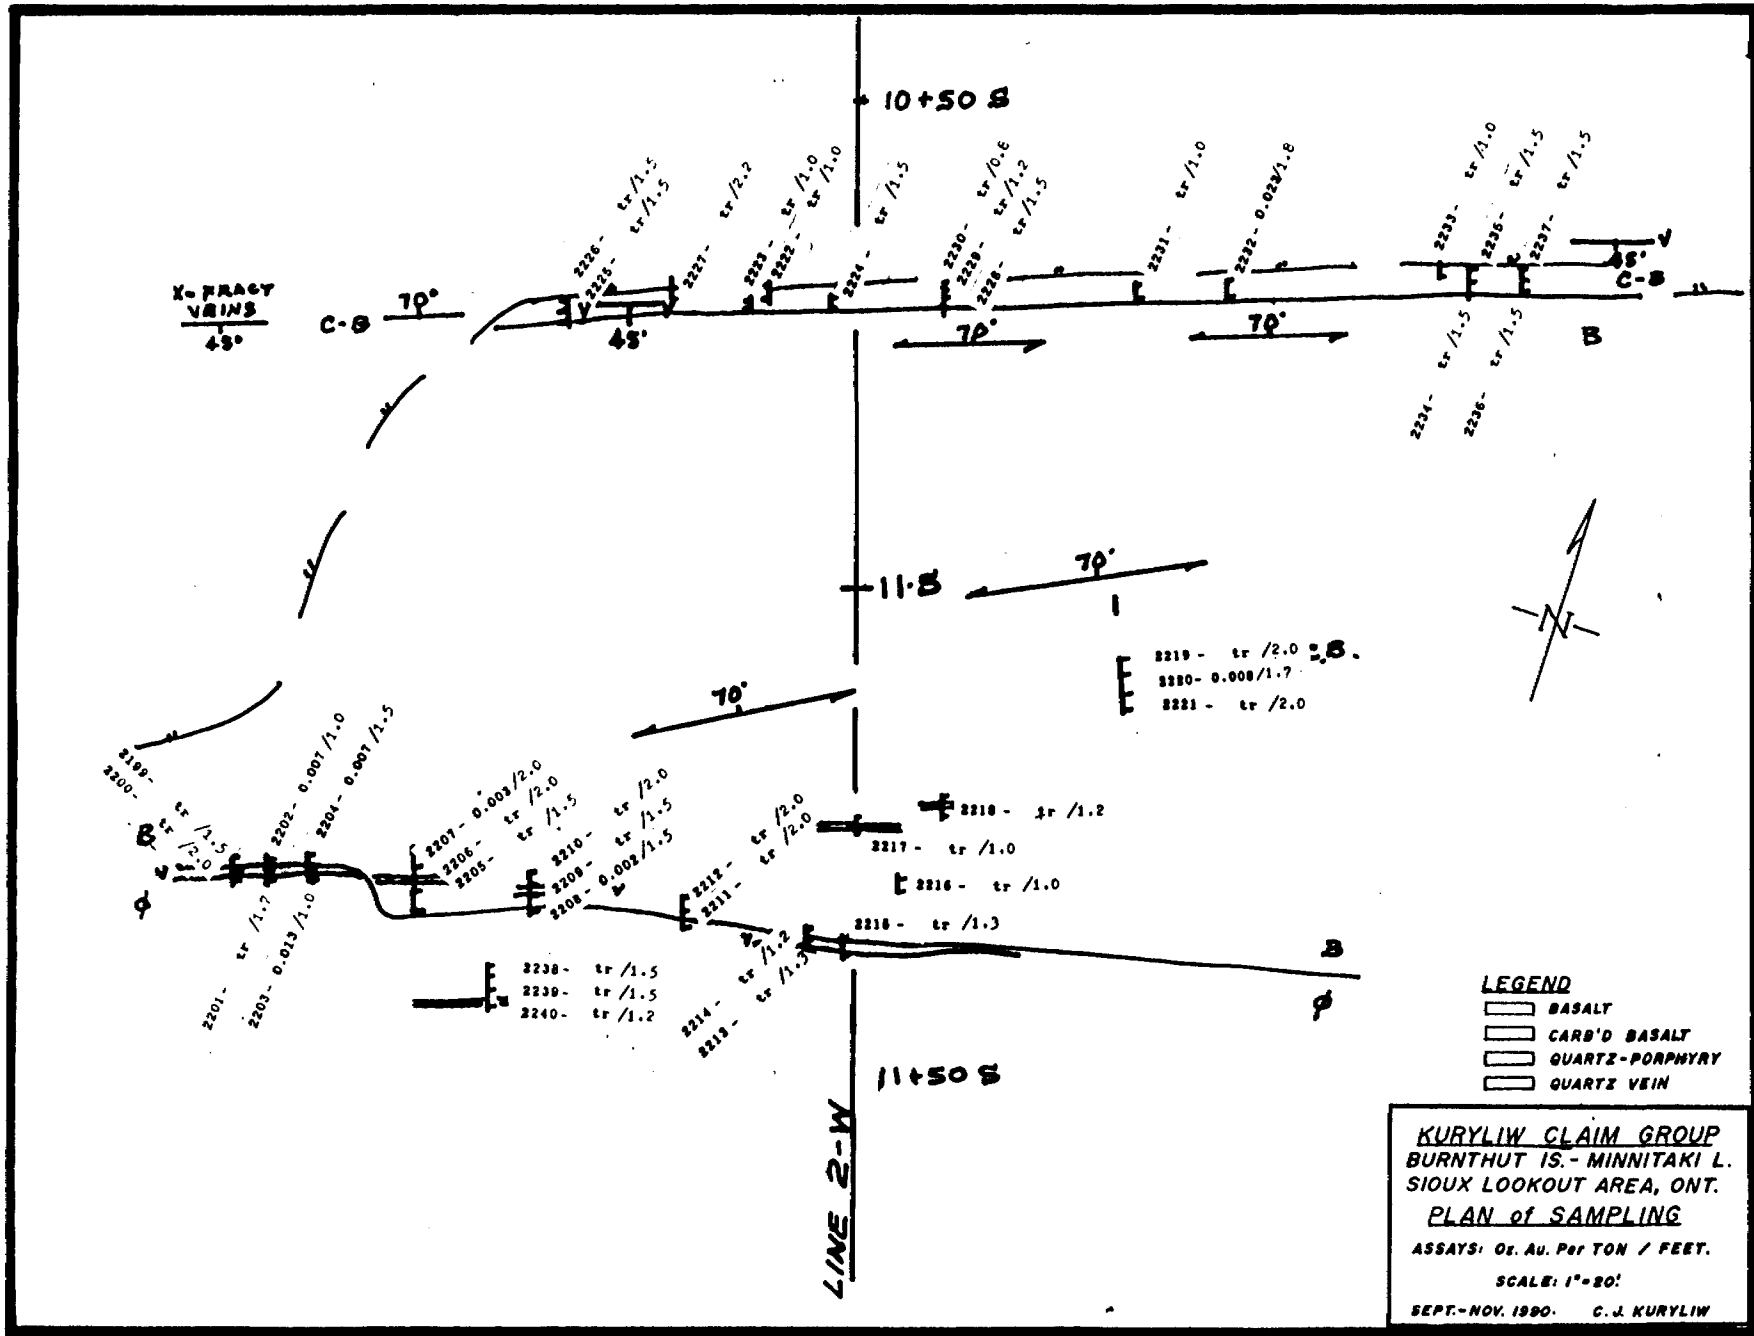 10+50 S
2226- tr /1.5
2225- tr /1.5
2227- tr /2.2
2223- tr /1.0
2222- tr /1.0
2224- tr /1.5
2230- tr /0.6
2229- tr /1.2
2228- tr /1.5
2231- tr /1.0
2232- 0.023/1.8
2233- tr /1.0
2235- tr /1.5
2237- tr /1.5
X-FRACT
VEINS
45°
C-B
70°
V
45°
70°
70°
V
45°
C-B
B
2234- tr /1.5
2236- tr /1.5
11·S
70°
N
2219- tr /2.0
B
2220- 0.008/1.7
2221- tr /2.0
70°
2199- tr /1.5
2200- tr /2.0
2202- 0.007/1.0
2204- 0.007/1.5
2207- 0.003/2.0
2206- tr /2.0
2205- tr /1.5
2210- tr /2.0
2209- tr /1.5
2208- 0.002/1.5
2212- tr /2.0
2211- tr /2.0
2218- tr /1.2
2217- tr /1.0
2216- tr /1.0
2215- tr /1.3
B
V
φ
2201- tr /1.7
2203- 0.013/1.0
2238- tr /1.5
2239- tr /1.5
2240- tr /1.2
2214- tr /1.2
2213- tr /1.3
B
φ
11+50 S
LINE 2-W
LEGEND
BASALT
CARB'D BASALT
QUARTZ-PORPHYRY
QUARTZ VEIN
KURYLIW CLAIM GROUP
BURNTHUT IS.- MINNITAKI L.
SIOUX LOOKOUT AREA, ONT.
PLAN of SAMPLING
ASSAYS: Oz. Au. Per TON / FEET.
SCALE: 1"=20'
SEPT.-NOV. 1990. C.J. KURYLIW